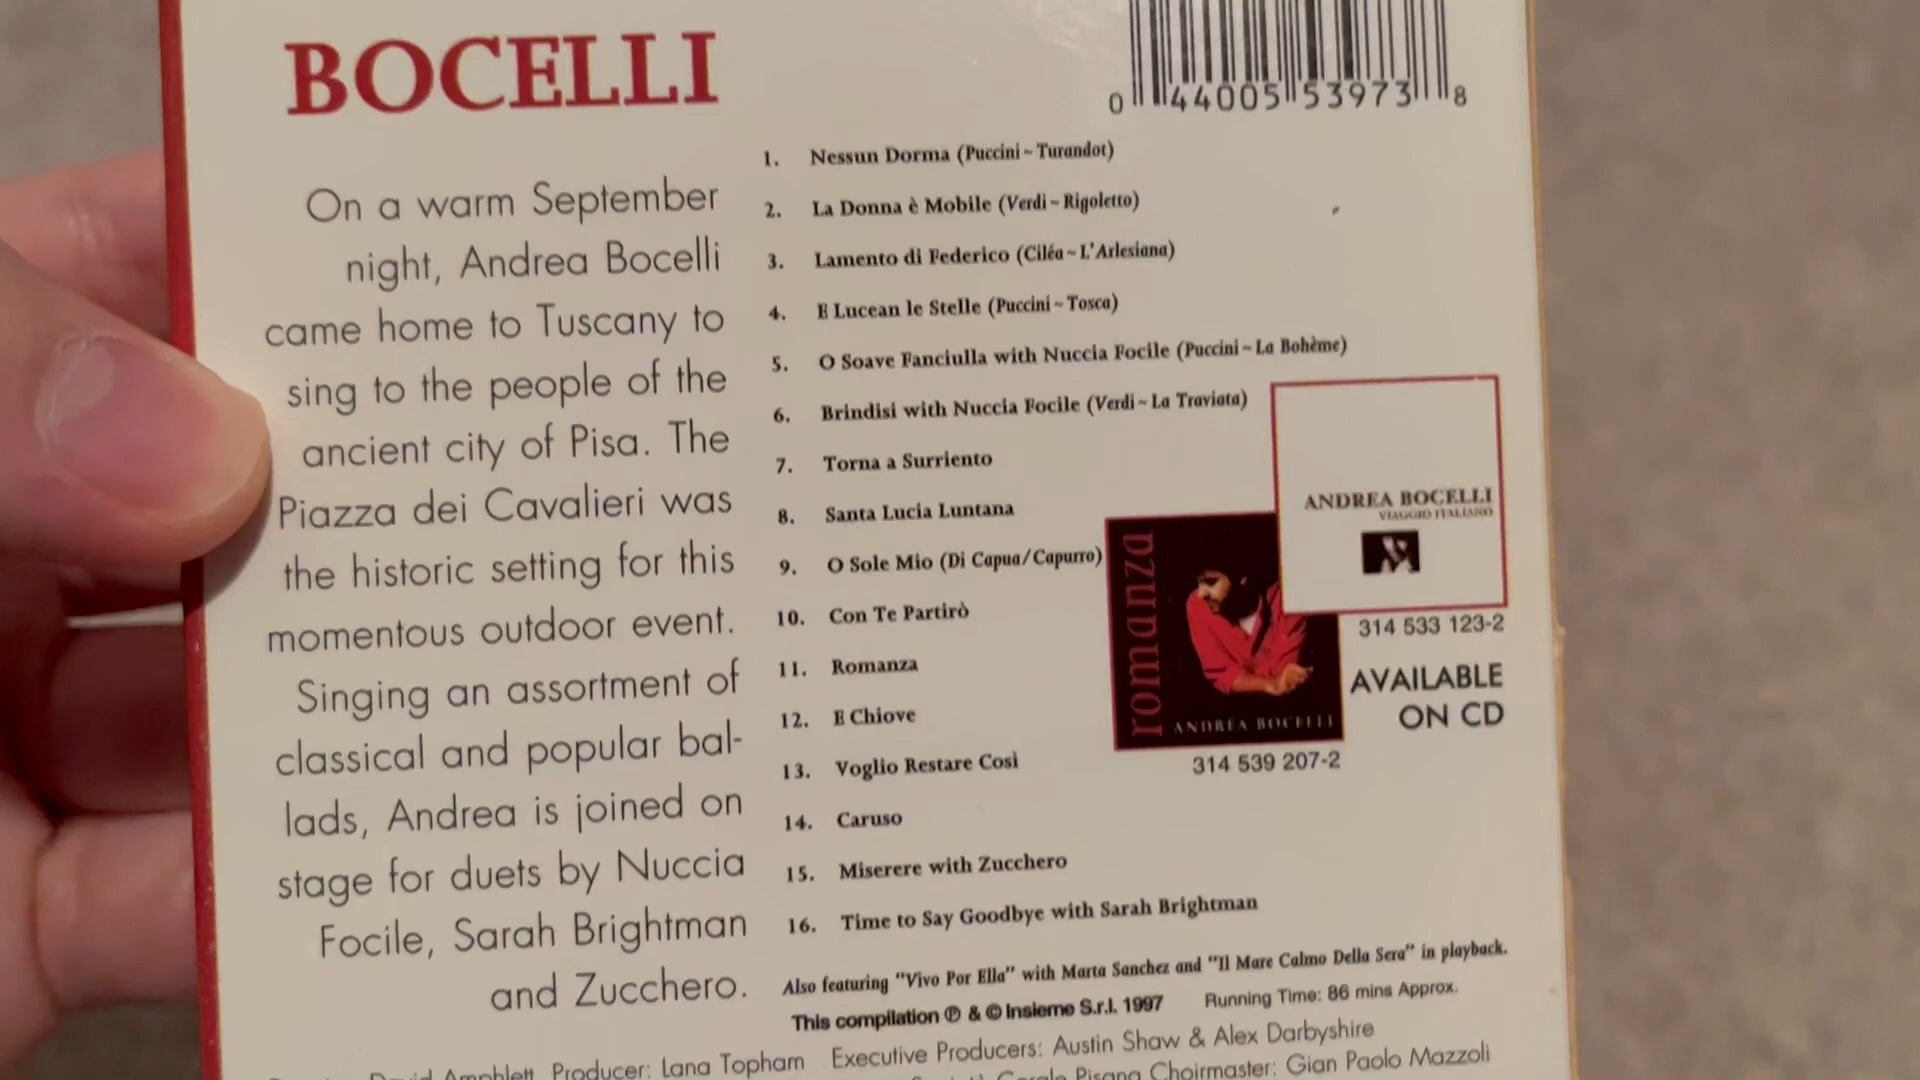 BOCELLI
0 44005 53973 8
On a warm September
night, Andrea Bocelli
came home to Tuscany to
sing to the people of the
ancient city of Pisa. The
Piazza dei Cavalieri was
the historic setting for this
momentous outdoor event.
Singing an assortment of
classical and popular bal-
lads, Andrea is joined on
stage for duets by Nuccia
Focile, Sarah Brightman
and Zucchero.
1. Nessun Dorma (Puccini ~ Turandot)
2. La Donna è Mobile (Verdi ~ Rigoletto)
3. Lamento di Federico (Ciléa ~ L'Arlesiana)
4. E Lucean le Stelle (Puccini ~ Tosca)
5. O Soave Fanciulla with Nuccia Focile (Puccini ~ La Bohème)
6. Brindisi with Nuccia Focile (Verdi ~ La Traviata)
7. Torna a Surriento
8. Santa Lucia Luntana
9. O Sole Mio (Di Capua/Capurro)
10. Con Te Partirò
11. Romanza
12. E Chiove
13. Voglio Restare Così
14. Caruso
15. Miserere with Zucchero
16. Time to Say Goodbye with Sarah Brightman
ANDREA BOCELLI
VIAGGIO ITALIANO
314 533 123-2
romanza
ANDREA BOCELLI
314 539 207-2
AVAILABLE
ON CD
Also featuring "Vivo Por Ella" with Marta Sanchez and "Il Mare Calmo Della Sera" in playback.
This compilation ℗ & © Insieme S.r.l. 1997 Running Time: 86 mins Approx.
David Amphlett Producer: Lana Topham Executive Producers: Austin Shaw & Alex Darbyshire
Corale Pisana Choirmaster: Gian Paolo Mazzoli